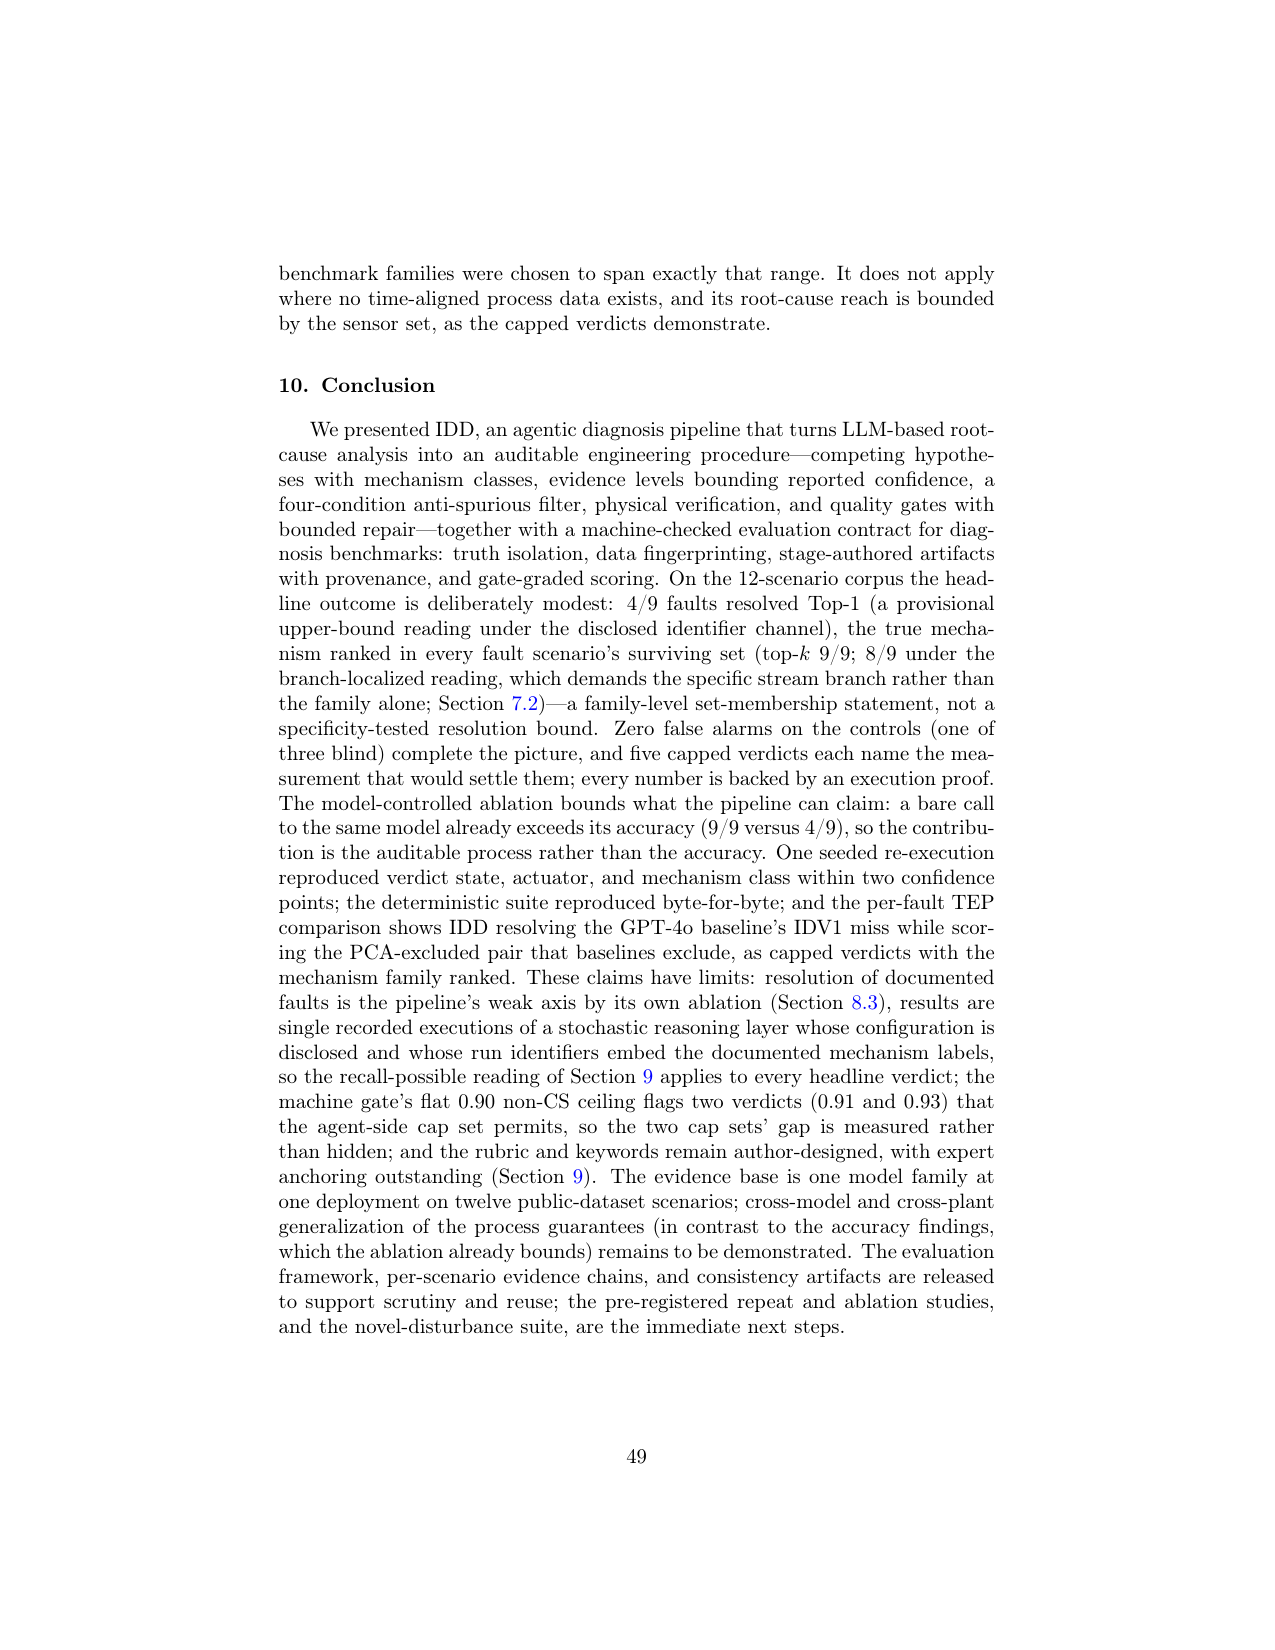 benchmark families were chosen to span exactly that range. It does not apply
where no time-aligned process data exists, and its root-cause reach is bounded
by the sensor set, as the capped verdicts demonstrate.
10. Conclusion
We presented IDD, an agentic diagnosis pipeline that turns LLM-based root-
cause analysis into an auditable engineering procedure—competing hypothe-
ses with mechanism classes, evidence levels bounding reported confidence, a
four-condition anti-spurious filter, physical verification, and quality gates with
bounded repair—together with a machine-checked evaluation contract for diag-
nosis benchmarks: truth isolation, data fingerprinting, stage-authored artifacts
with provenance, and gate-graded scoring. On the 12-scenario corpus the head-
line outcome is deliberately modest: 4/9 faults resolved Top-1 (a provisional
upper-bound reading under the disclosed identifier channel), the true mecha-
nism ranked in every fault scenario's surviving set (top-k 9/9; 8/9 under the
branch-localized reading, which demands the specific stream branch rather than
the family alone; Section 7.2)—a family-level set-membership statement, not a
specificity-tested resolution bound. Zero false alarms on the controls (one of
three blind) complete the picture, and five capped verdicts each name the mea-
surement that would settle them; every number is backed by an execution proof.
The model-controlled ablation bounds what the pipeline can claim: a bare call
to the same model already exceeds its accuracy (9/9 versus 4/9), so the contribu-
tion is the auditable process rather than the accuracy. One seeded re-execution
reproduced verdict state, actuator, and mechanism class within two confidence
points; the deterministic suite reproduced byte-for-byte; and the per-fault TEP
comparison shows IDD resolving the GPT-4o baseline's IDV1 miss while scor-
ing the PCA-excluded pair that baselines exclude, as capped verdicts with the
mechanism family ranked. These claims have limits: resolution of documented
faults is the pipeline's weak axis by its own ablation (Section 8.3), results are
single recorded executions of a stochastic reasoning layer whose configuration is
disclosed and whose run identifiers embed the documented mechanism labels,
so the recall-possible reading of Section 9 applies to every headline verdict; the
machine gate's flat 0.90 non-CS ceiling flags two verdicts (0.91 and 0.93) that
the agent-side cap set permits, so the two cap sets' gap is measured rather
than hidden; and the rubric and keywords remain author-designed, with expert
anchoring outstanding (Section 9). The evidence base is one model family at
one deployment on twelve public-dataset scenarios; cross-model and cross-plant
generalization of the process guarantees (in contrast to the accuracy findings,
which the ablation already bounds) remains to be demonstrated. The evaluation
framework, per-scenario evidence chains, and consistency artifacts are released
to support scrutiny and reuse; the pre-registered repeat and ablation studies,
and the novel-disturbance suite, are the immediate next steps.
49